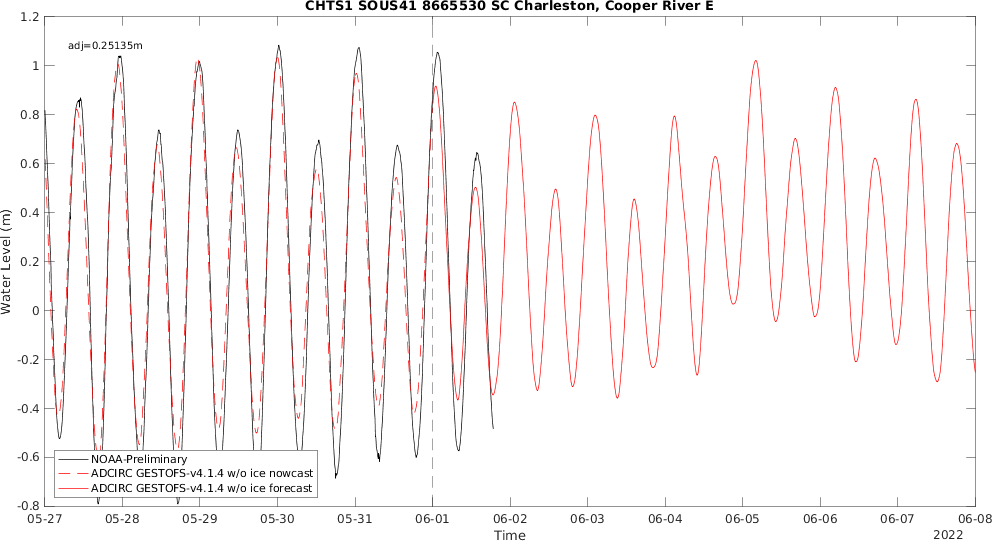 CHTS1 SOUS41 8665530 SC Charleston, Cooper River E
adj=0.25135m
1.2
1
0.8
0.6
0.4
0.2
0
-0.2
-0.4
-0.6
-0.8
Water Level (m)
NOAA-Preliminary
ADCIRC GESTOFS-v4.1.4 w/o ice nowcast
ADCIRC GESTOFS-v4.1.4 w/o ice forecast
05-27 05-28 05-29 05-30 05-31 06-01 06-02 06-03 06-04 06-05 06-06 06-07 06-08
Time
2022